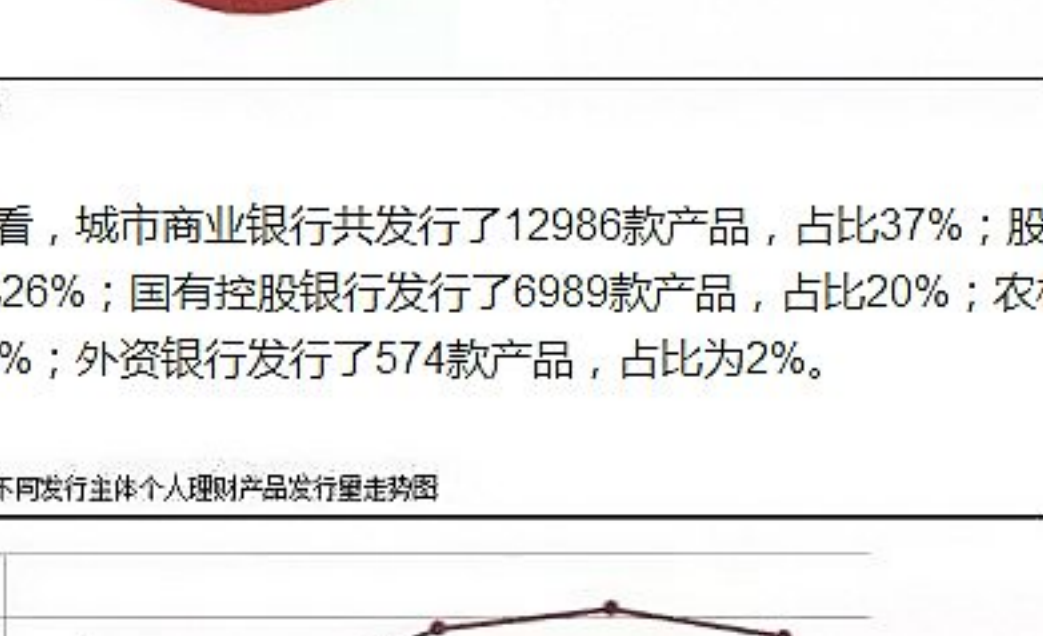 看，城市商业银行共发行了12986款产品，占比37%；股
26%；国有控股银行发行了6989款产品，占比20%；农
%；外资银行发行了574款产品，占比为2%。
不同发行主体个人理财产品发行量走势图